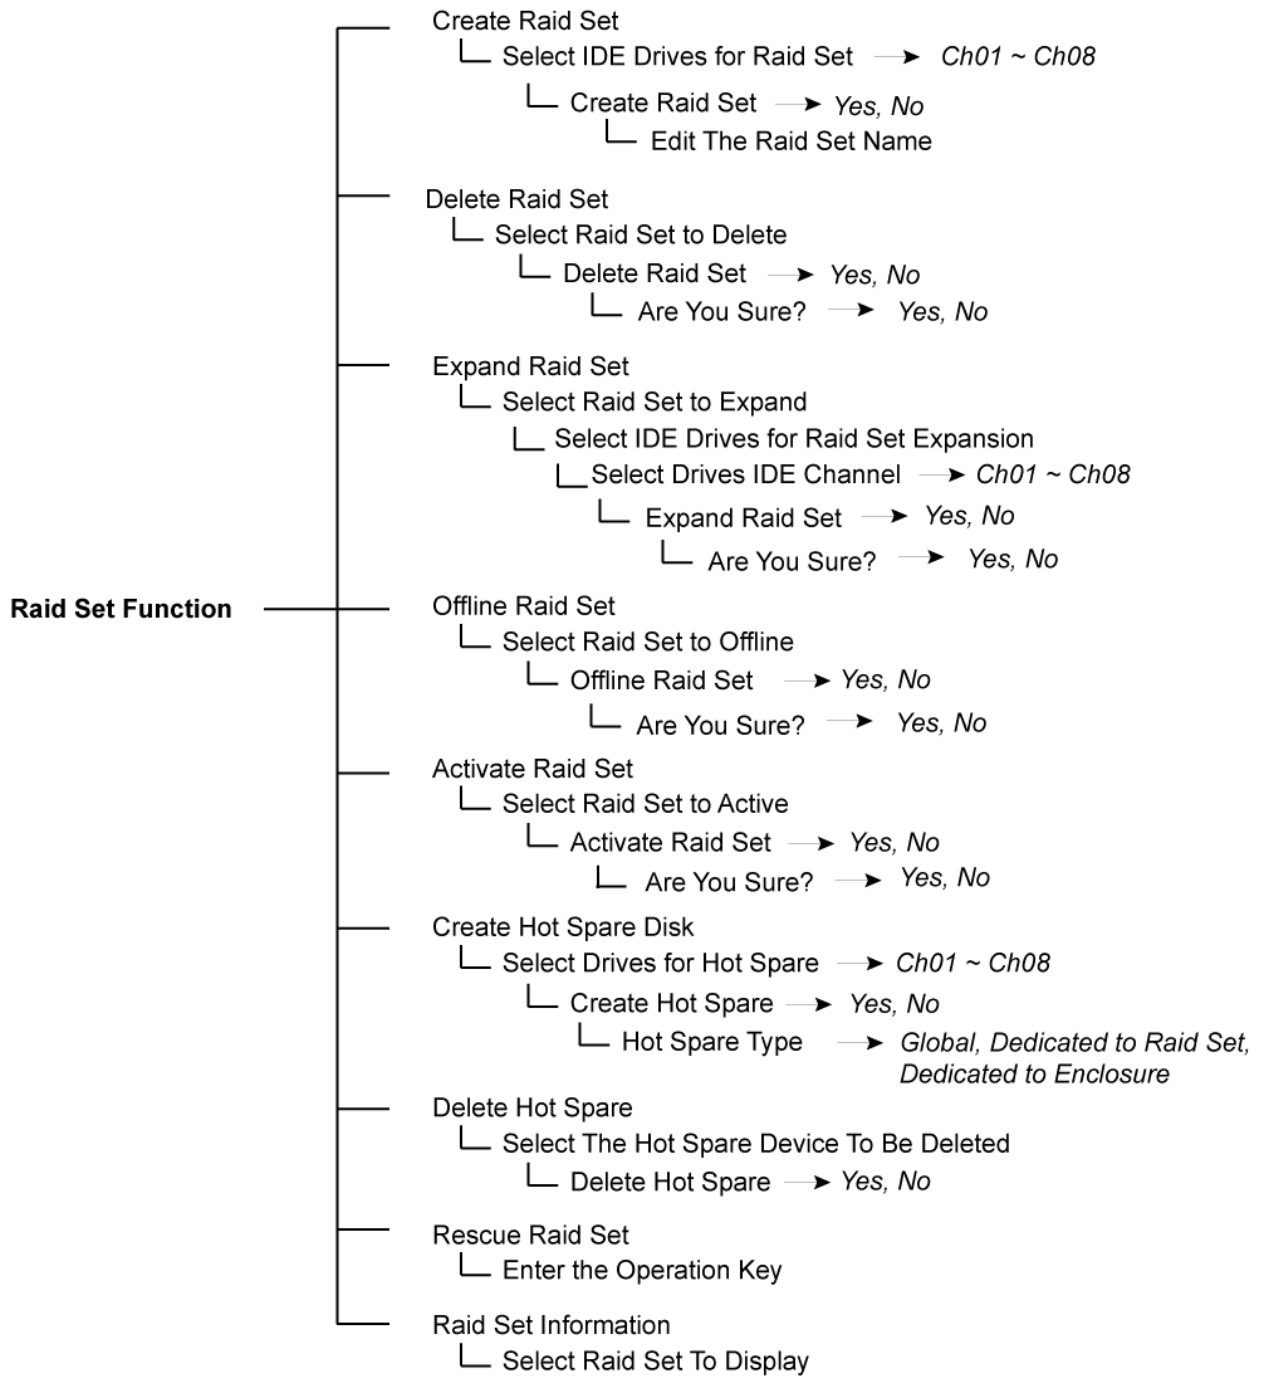 Create Raid Set
Select IDE Drives for Raid Set Ch01 ~ Ch08
Create Raid Set Yes, No
Edit The Raid Set Name
Delete Raid Set
Select Raid Set to Delete
Delete Raid Set Yes, No
Are You Sure? Yes, No
Expand Raid Set
Select Raid Set to Expand
Select IDE Drives for Raid Set Expansion
Select Drives IDE Channel Ch01 ~ Ch08
Expand Raid Set Yes, No
Are You Sure? Yes, No
Raid Set Function
Offline Raid Set
Select Raid Set to Offline
Offline Raid Set Yes, No
Are You Sure? Yes, No
Activate Raid Set
Select Raid Set to Active
Activate Raid Set Yes, No
Are You Sure? Yes, No
Create Hot Spare Disk
Select Drives for Hot Spare Ch01 ~ Ch08
Create Hot Spare Yes, No
Hot Spare Type Global, Dedicated to Raid Set,
Dedicated to Enclosure
Delete Hot Spare
Select The Hot Spare Device To Be Deleted
Delete Hot Spare Yes, No
Rescue Raid Set
Enter the Operation Key
Raid Set Information
Select Raid Set To Display